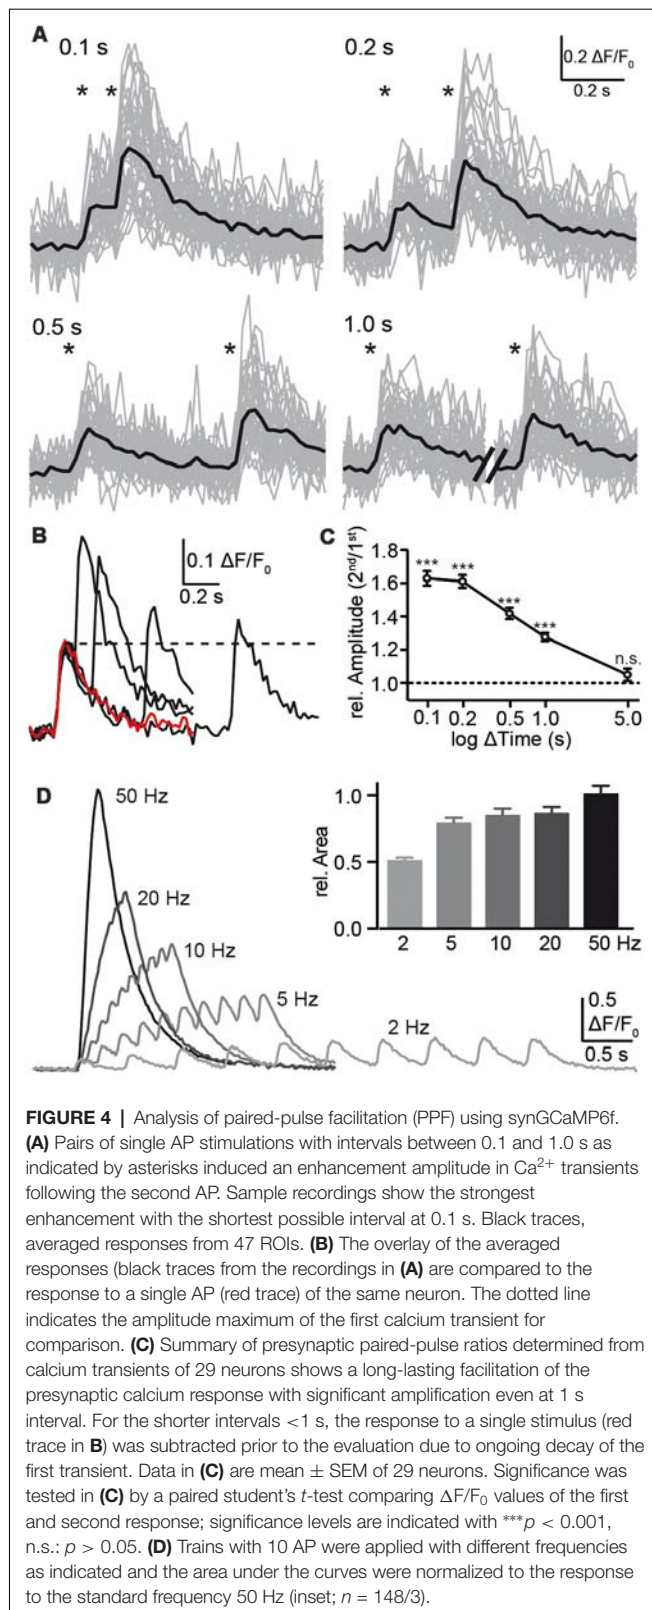 A
0.1 s
0.2 s
0.2 ΔF/F₀
0.2 s
* *
* *
0.5 s
1.0 s
* *
* *
B
0.1 ΔF/F₀
0.2 s
C
rel. Amplitude (2nd/1st)
1.8
1.6
1.4
1.2
1.0
***
***
***
***
n.s.
0.1 0.2 0.5 1.0 5.0
log ΔTime (s)
D
50 Hz
20 Hz
10 Hz
5 Hz
2 Hz
rel. Area
1.0
0.5
0.0
2 5 10 20 50 Hz
0.5
ΔF/F₀
0.5 s
FIGURE 4 | Analysis of paired-pulse facilitation (PPF) using synGCaMP6f.
(A) Pairs of single AP stimulations with intervals between 0.1 and 1.0 s as
indicated by asterisks induced an enhancement amplitude in Ca²⁺ transients
following the second AP. Sample recordings show the strongest
enhancement with the shortest possible interval at 0.1 s. Black traces,
averaged responses from 47 ROIs. (B) The overlay of the averaged
responses (black traces from the recordings in (A) are compared to the
response to a single AP (red trace) of the same neuron. The dotted line
indicates the amplitude maximum of the first calcium transient for
comparison. (C) Summary of presynaptic paired-pulse ratios determined from
calcium transients of 29 neurons shows a long-lasting facilitation of the
presynaptic calcium response with significant amplification even at 1 s
interval. For the shorter intervals <1 s, the response to a single stimulus (red
trace in B) was subtracted prior to the evaluation due to ongoing decay of the
first transient. Data in (C) are mean ± SEM of 29 neurons. Significance was
tested in (C) by a paired student's t-test comparing ΔF/F₀ values of the first
and second response; significance levels are indicated with ***p < 0.001,
n.s.: p > 0.05. (D) Trains with 10 AP were applied with different frequencies
as indicated and the area under the curves were normalized to the response
to the standard frequency 50 Hz (inset; n = 148/3).